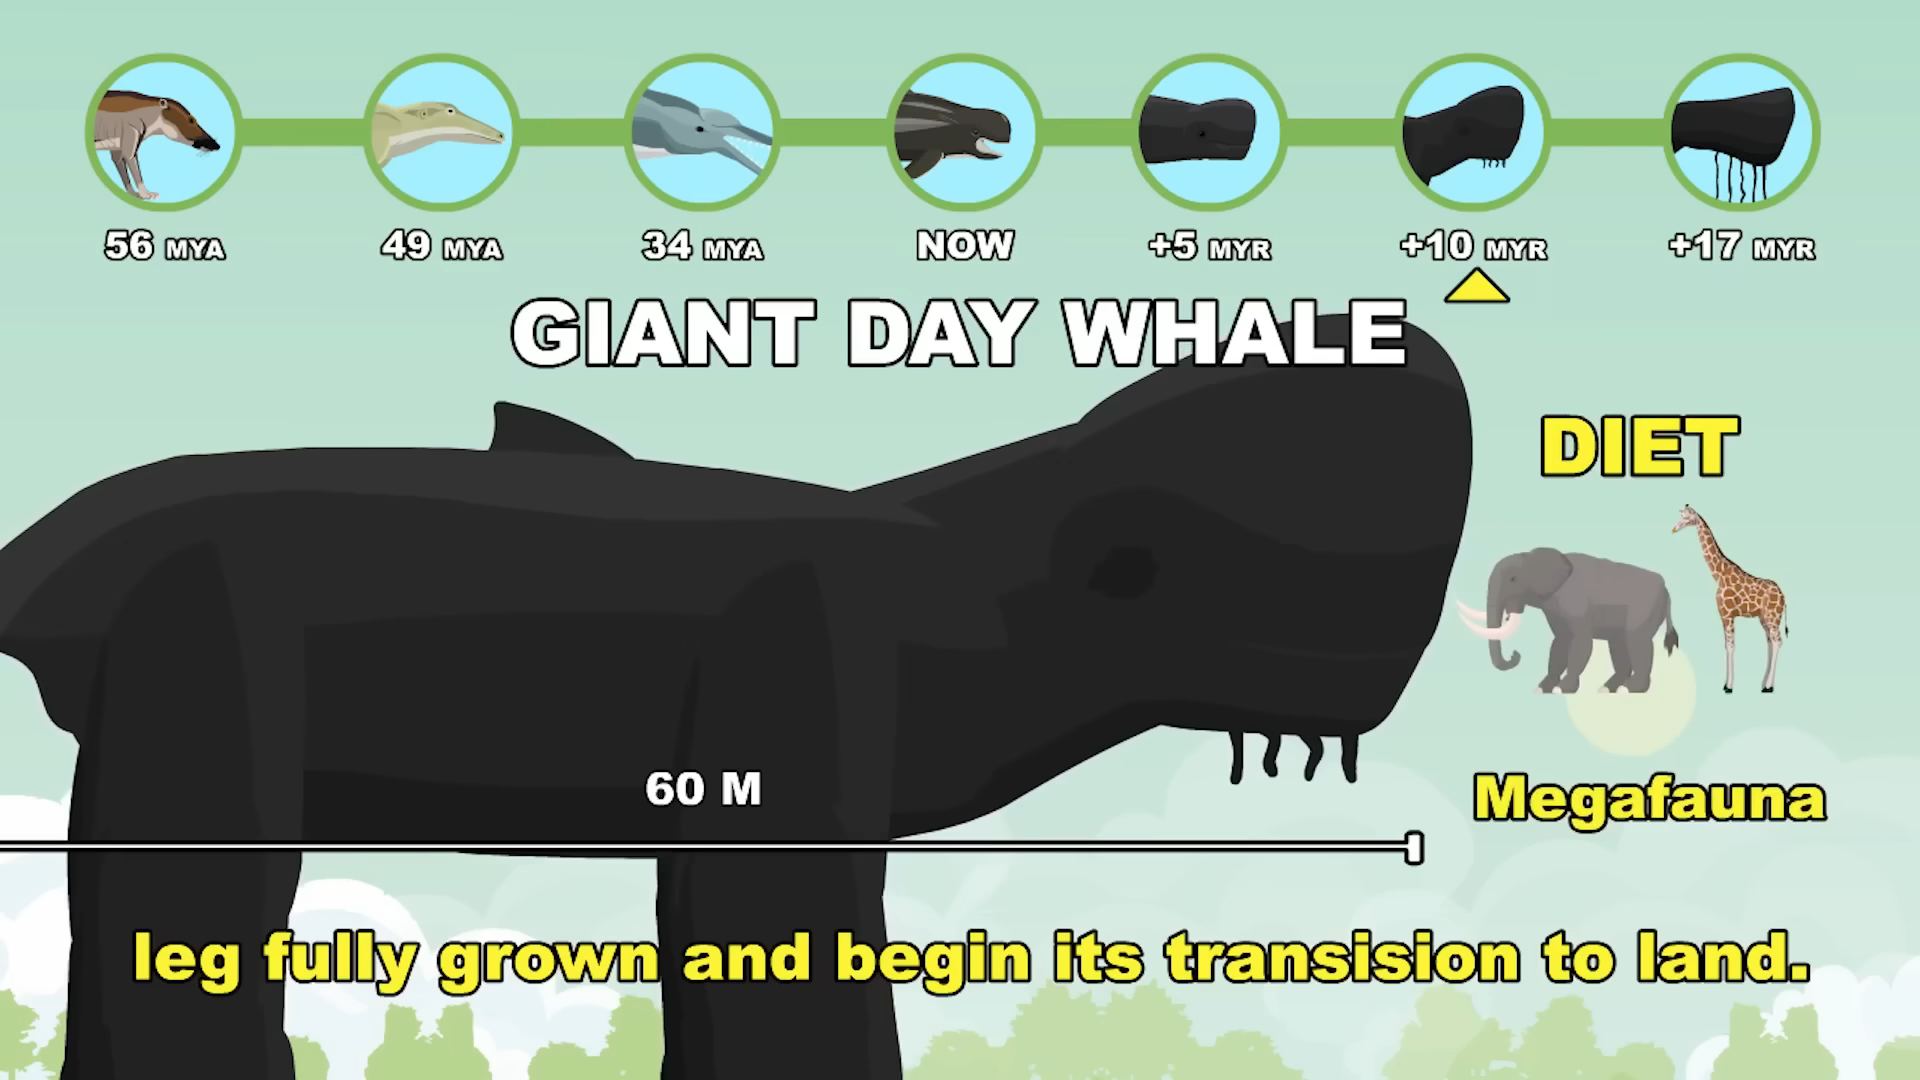 56 MYA
49 MYA
34 MYA
NOW
+5 MYR
+10 MYR
+17 MYR
GIANT DAY WHALE
DIET
60 M
Megafauna
leg fully grown and begin its transision to land.